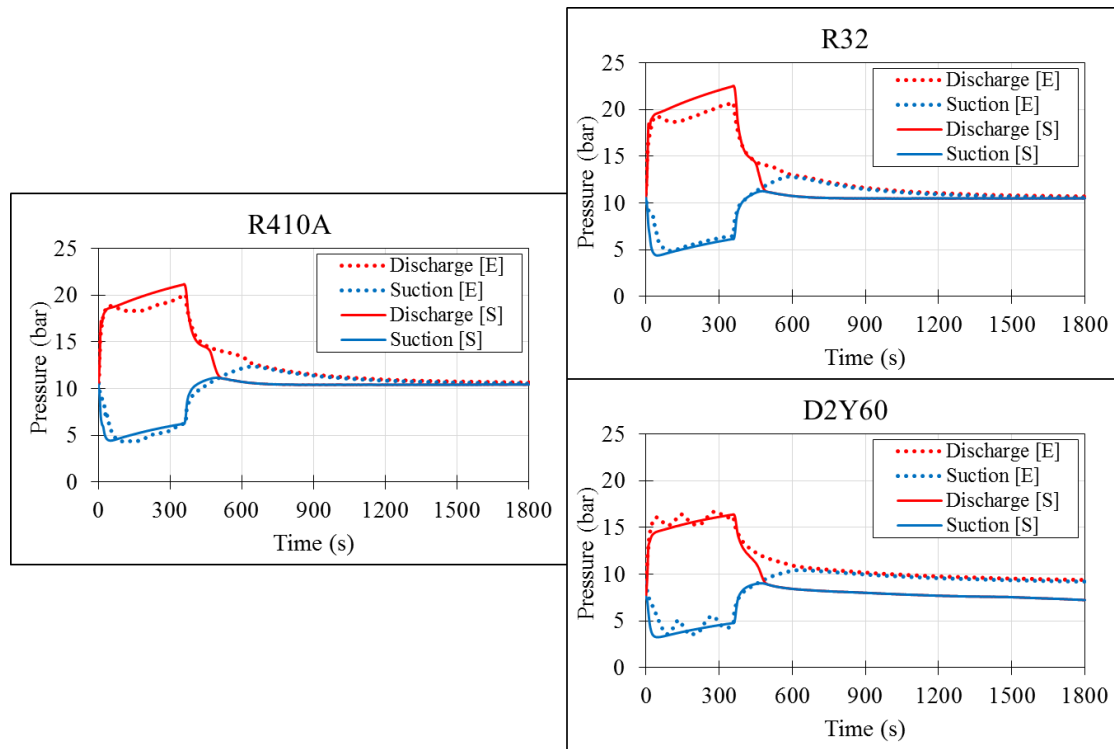 R410A
Pressure (bar)
25
20
15
10
5
0
0 300 600 900 1200 1500 1800
Time (s)
Discharge [E]
Suction [E]
Discharge [S]
Suction [S]
R32
Pressure (bar)
25
20
15
10
5
0
0 300 600 900 1200 1500 1800
Time (s)
Discharge [E]
Suction [E]
Discharge [S]
Suction [S]
D2Y60
Pressure (bar)
25
20
15
10
5
0
0 300 600 900 1200 1500 1800
Time (s)
Discharge [E]
Suction [E]
Discharge [S]
Suction [S]